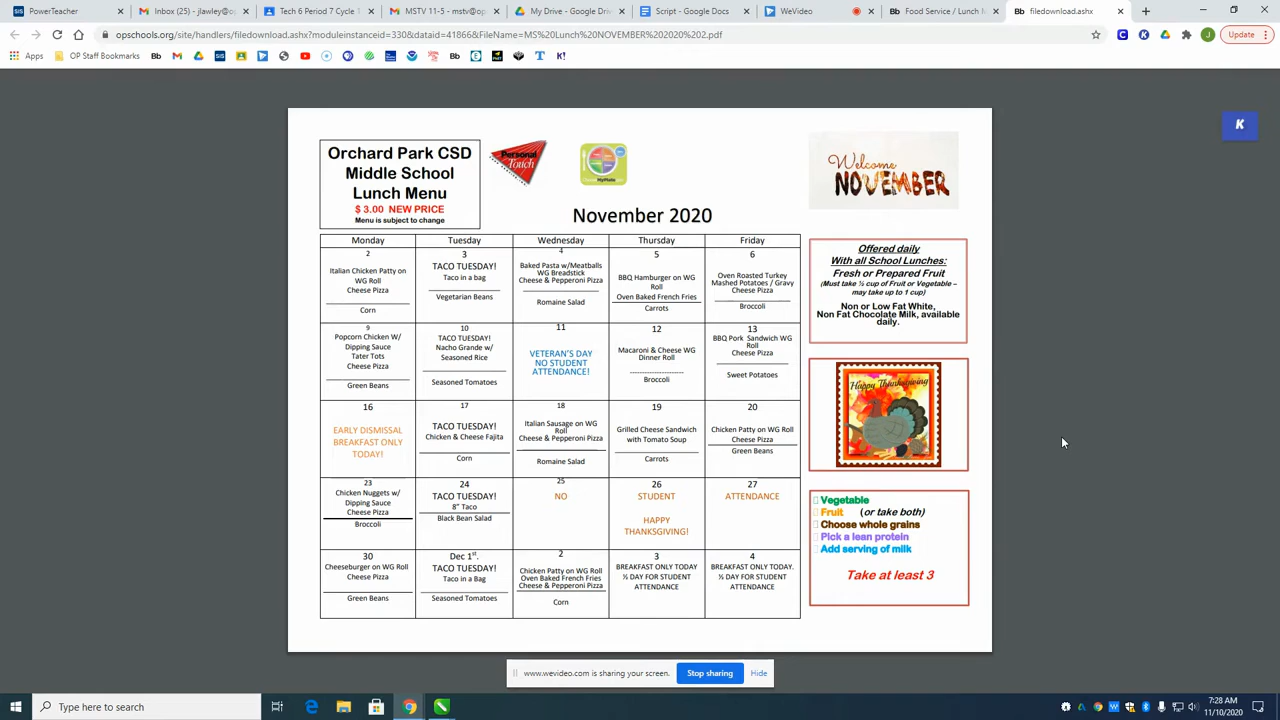 PowerTeacher
Inbox (25) - jlawley@op
Tech 6 Period 7 Cycle 1
MSTV 11-5 - mstv@op
My Drive - Google Driv
Script - Google Docs
WeVideo
Food Service / Lunch M
filedownload.ashx
opschools.org/site/handlers/filedownload.ashx?moduleinstanceid=330&dataid=41866&FileName=MS%20Lunch%20NOVEMBER%202020%202.pdf
Update
Apps
OP Staff Bookmarks
K
Orchard Park CSD
Middle School
Lunch Menu
$ 3.00 NEW PRICE
Menu is subject to change
Personal
Touch
Welcome
NOVEMBER
November 2020
Monday Tuesday Wednesday Thursday Friday
2
Italian Chicken Patty on
WG Roll
Cheese Pizza
Corn
3
TACO TUESDAY!
Taco in a bag
Vegetarian Beans
4
Baked Pasta w/Meatballs
WG Breadstick
Cheese & Pepperoni Pizza
Romaine Salad
5
BBQ Hamburger on WG
Roll
Oven Baked French Fries
Carrots
6
Oven Roasted Turkey
Mashed Potatoes / Gravy
Cheese Pizza
Broccoli
9
Popcorn Chicken W/
Dipping Sauce
Tater Tots
Cheese Pizza
Green Beans
10
TACO TUESDAY!
Nacho Grande w/
Seasoned Rice
Seasoned Tomatoes
11
VETERAN'S DAY
NO STUDENT
ATTENDANCE!
12
Macaroni & Cheese WG
Dinner Roll
Broccoli
13
BBQ Pork Sandwich WG
Roll
Cheese Pizza
Sweet Potatoes
16
EARLY DISMISSAL
BREAKFAST ONLY
TODAY!
17
TACO TUESDAY!
Chicken & Cheese Fajita
Corn
18
Italian Sausage on WG
Roll
Cheese & Pepperoni Pizza
Romaine Salad
19
Grilled Cheese Sandwich
with Tomato Soup
Carrots
20
Chicken Patty on WG Roll
Cheese Pizza
Green Beans
23
Chicken Nuggets w/
Dipping Sauce
Cheese Pizza
Broccoli
24
TACO TUESDAY!
8" Taco
Black Bean Salad
25
NO
26
STUDENT
HAPPY
THANKSGIVING!
27
ATTENDANCE
30
Cheeseburger on WG Roll
Cheese Pizza
Green Beans
Dec 1st.
TACO TUESDAY!
Taco in a Bag
Seasoned Tomatoes
2
Chicken Patty on WG Roll
Oven Baked French Fries
Cheese & Pepperoni Pizza
Corn
3
BREAKFAST ONLY TODAY
½ DAY FOR STUDENT
ATTENDANCE
4
BREAKFAST ONLY TODAY.
½ DAY FOR STUDENT
ATTENDANCE
Offered daily
With all School Lunches:
Fresh or Prepared Fruit
(Must take ½ cup of Fruit or Vegetable –
may take up to 1 cup)
Non or Low Fat White,
Non Fat Chocolate Milk, available
daily.
Happy Thanksgiving
Vegetable
Fruit (or take both)
Choose whole grains
Pick a lean protein
Add serving of milk
Take at least 3
www.wevideo.com is sharing your screen.
Stop sharing
Hide
Type here to search
7:28 AM
11/10/2020